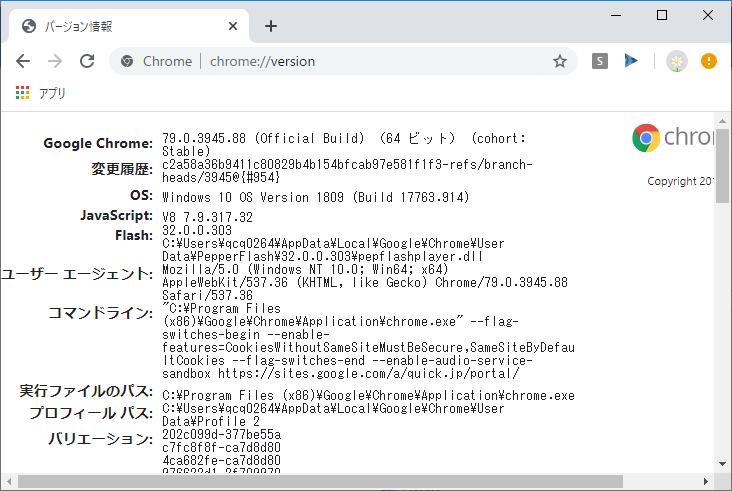 バージョン情報
Chrome | chrome://version
S
アプリ
Google Chrome: 79.0.3945.88 (Official Build) (64 ビット) (cohort:
Stable)
変更履歴: c2a58a36b9411c80829b4b154bfcab97e581f1f3-refs/branch-
heads/3945@{#954}
OS: Windows 10 OS Version 1809 (Build 17763.914)
JavaScript: V8 7.9.317.32
Flash: 32.0.0.303
C:¥Users¥qcq0264¥AppData¥Local¥Google¥Chrome¥User
Data¥PepperFlash¥32.0.0.303¥pepflashplayer.dll
ユーザー エージェント: Mozilla/5.0 (Windows NT 10.0; Win64; x64)
AppleWebKit/537.36 (KHTML, like Gecko) Chrome/79.0.3945.88
Safari/537.36
コマンドライン: "C:¥Program Files
(x86)¥Google¥Chrome¥Application¥chrome.exe" --flag-
switches-begin --enable-
features=CookiesWithoutSameSiteMustBeSecure,SameSiteByDefau
ltCookies --flag-switches-end --enable-audio-service-
sandbox https://sites.google.com/a/quick.jp/portal/
実行ファイルのパス: C:¥Program Files (x86)¥Google¥Chrome¥Application¥chrome.exe
プロフィール パス: C:¥Users¥qcq0264¥AppData¥Local¥Google¥Chrome¥User
Data¥Profile 2
バリエーション: 202c099d-377be55a
c7fc8f8f-ca7d8d80
4ca682fe-ca7d8d80
chro
Copyright 201